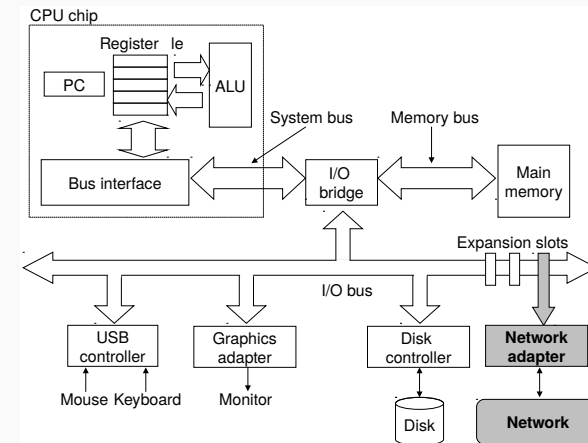 CPU chip
Register le
PC
ALU
System bus
Memory bus
Bus interface
I/O
bridge
Main
memory
Expansion slots
I/O bus
USB
controller
Graphics
adapter
Disk
controller
Network
adapter
Mouse Keyboard
Monitor
Disk
Network